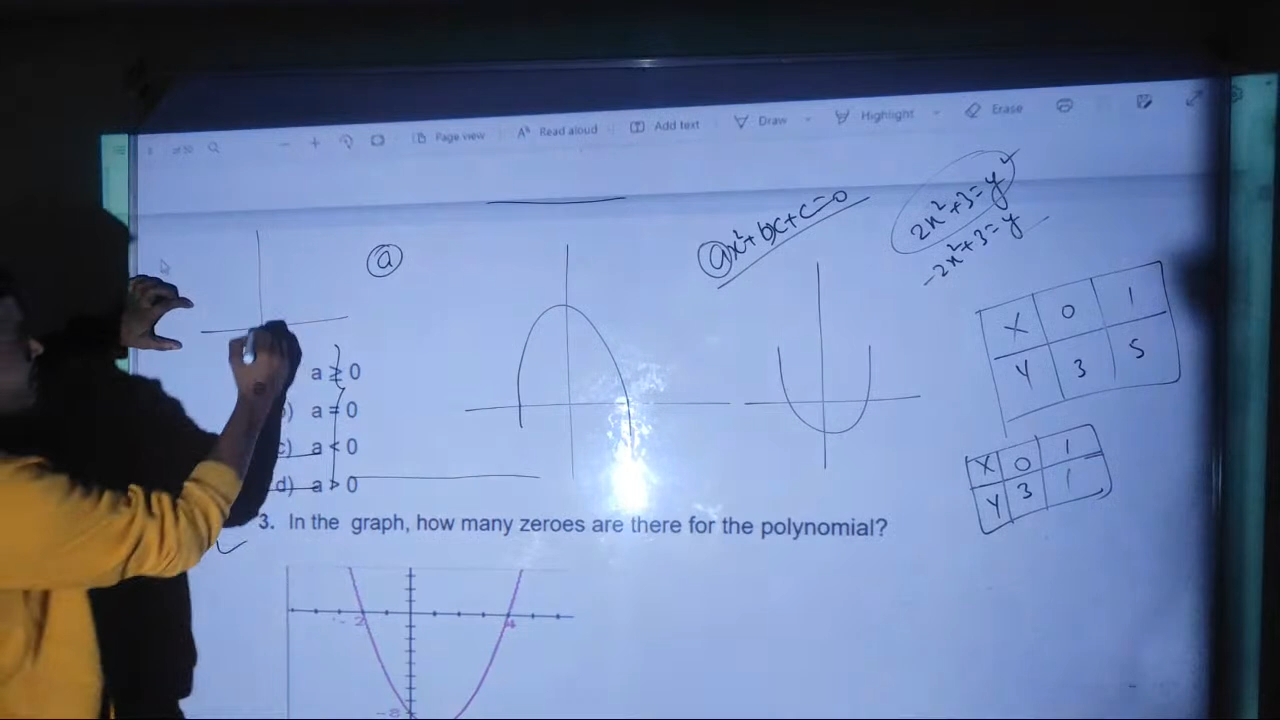 of 50 Page view Read aloud Add text Draw Highlight Erase
a
ax²+bx+c=0
2x²+3=y
-2x²+3=y
X 0 1
Y 3 5
X 0 1
Y 3 1
a ≥ 0
) a = 0
c) a < 0
d) a > 0
3. In the graph, how many zeroes are there for the polynomial?
-2 4
-8